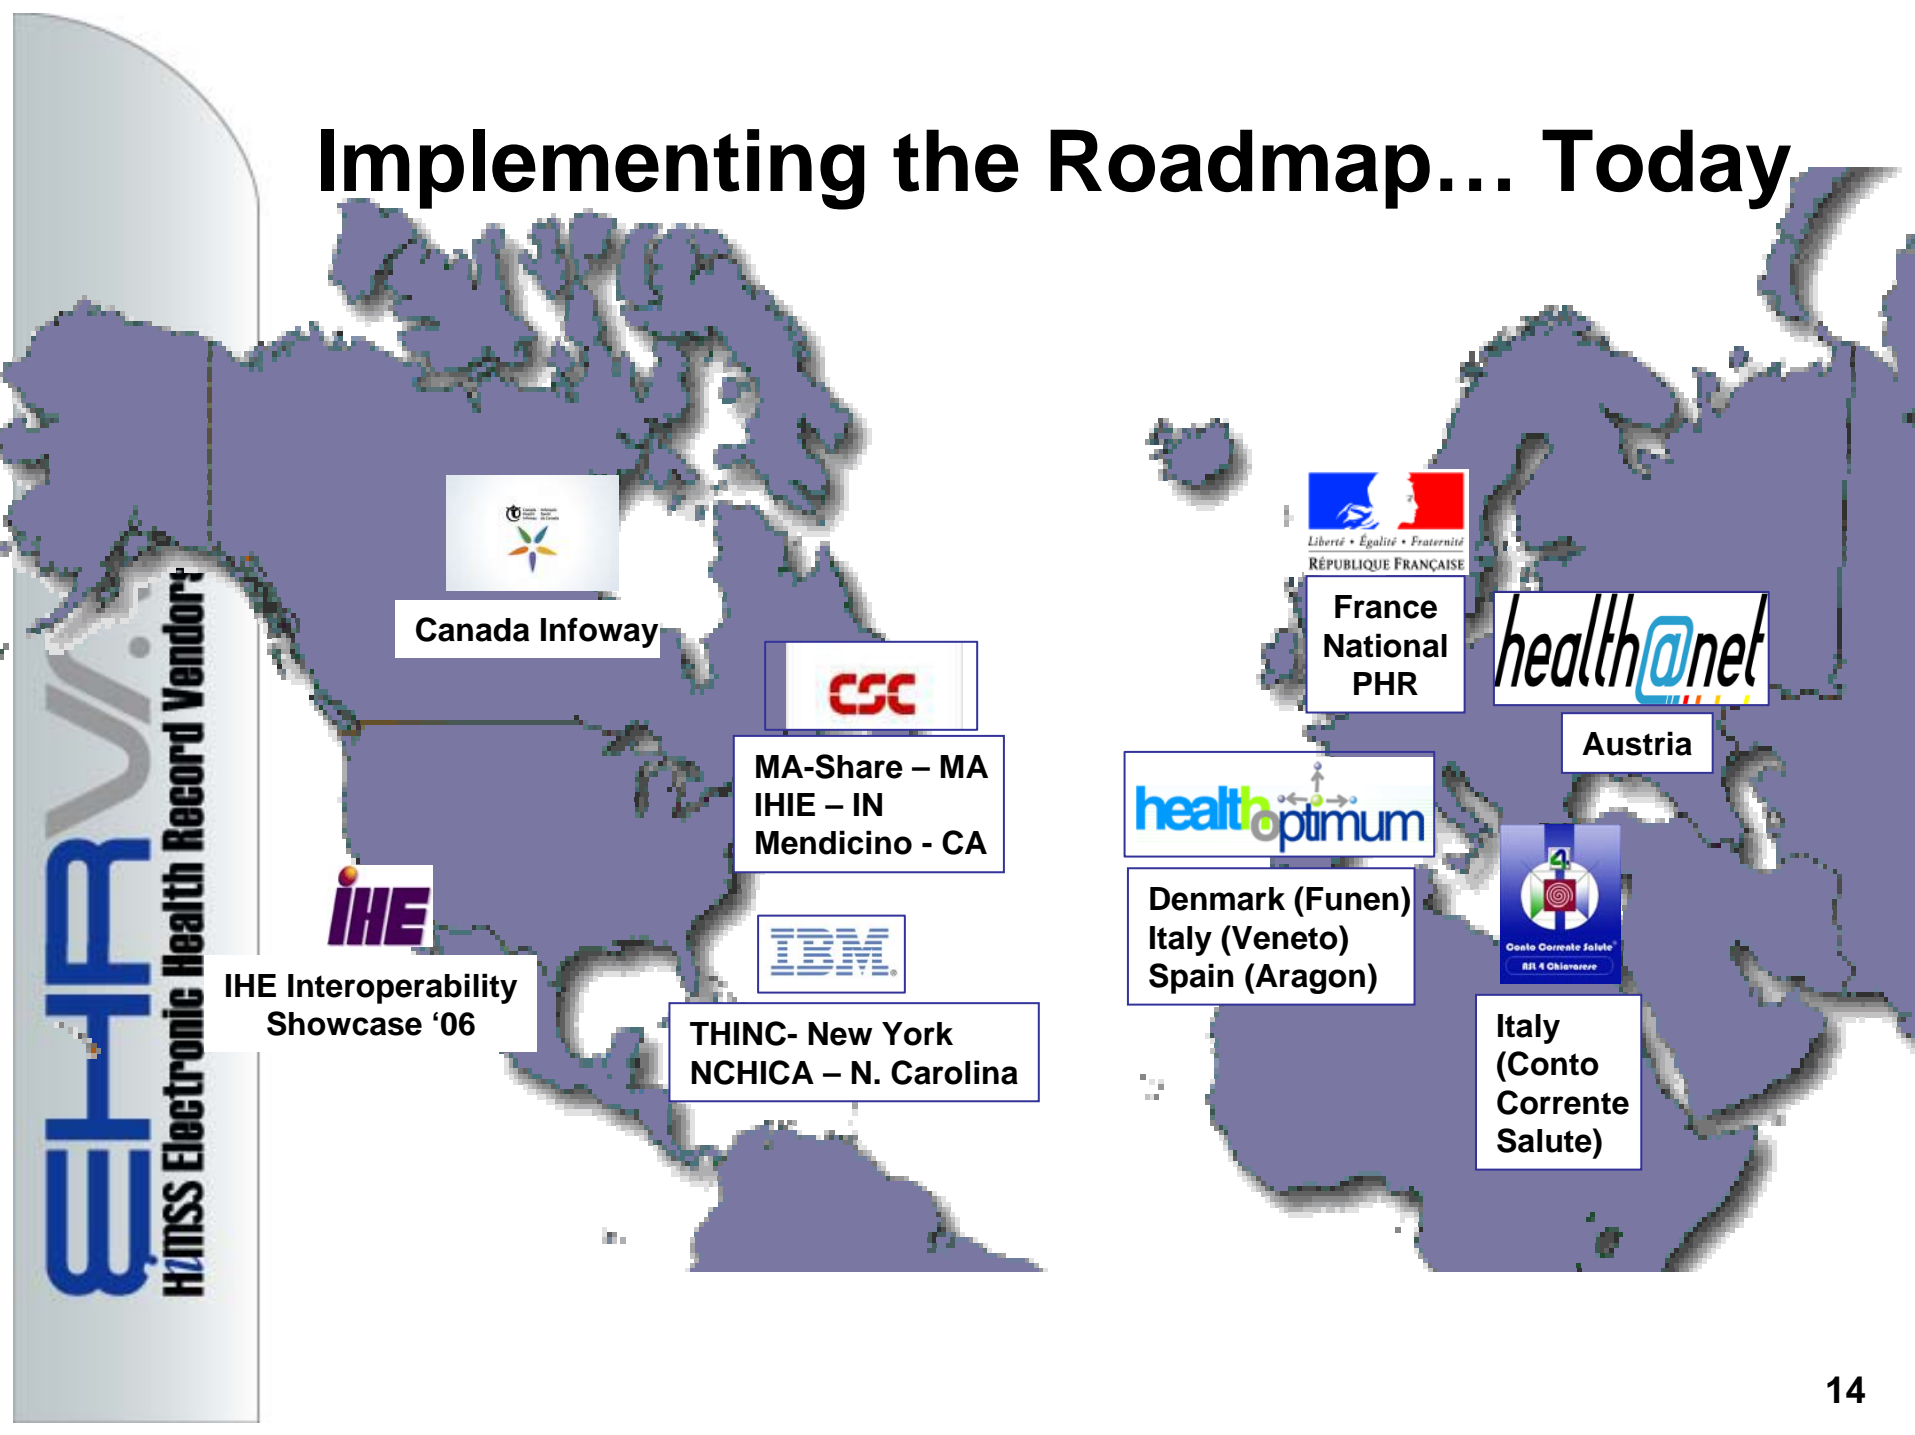 Implementing the Roadmap… Today
EHRVA
HIMSS Electronic Health Record Vendors
Canada Infoway
CSC
MA-Share – MA
IHIE – IN
Mendicino - CA
IHE
IHE Interoperability
Showcase ‘06
IBM
THINC- New York
NCHICA – N. Carolina
Liberté • Égalité • Fraternité
RÉPUBLIQUE FRANÇAISE
France
National
PHR
health@net
Austria
health optimum
Denmark (Funen)
Italy (Veneto)
Spain (Aragon)
4
Conto Corrente Salute
ASL 4 Chiavarese
Italy
(Conto
Corrente
Salute)
14